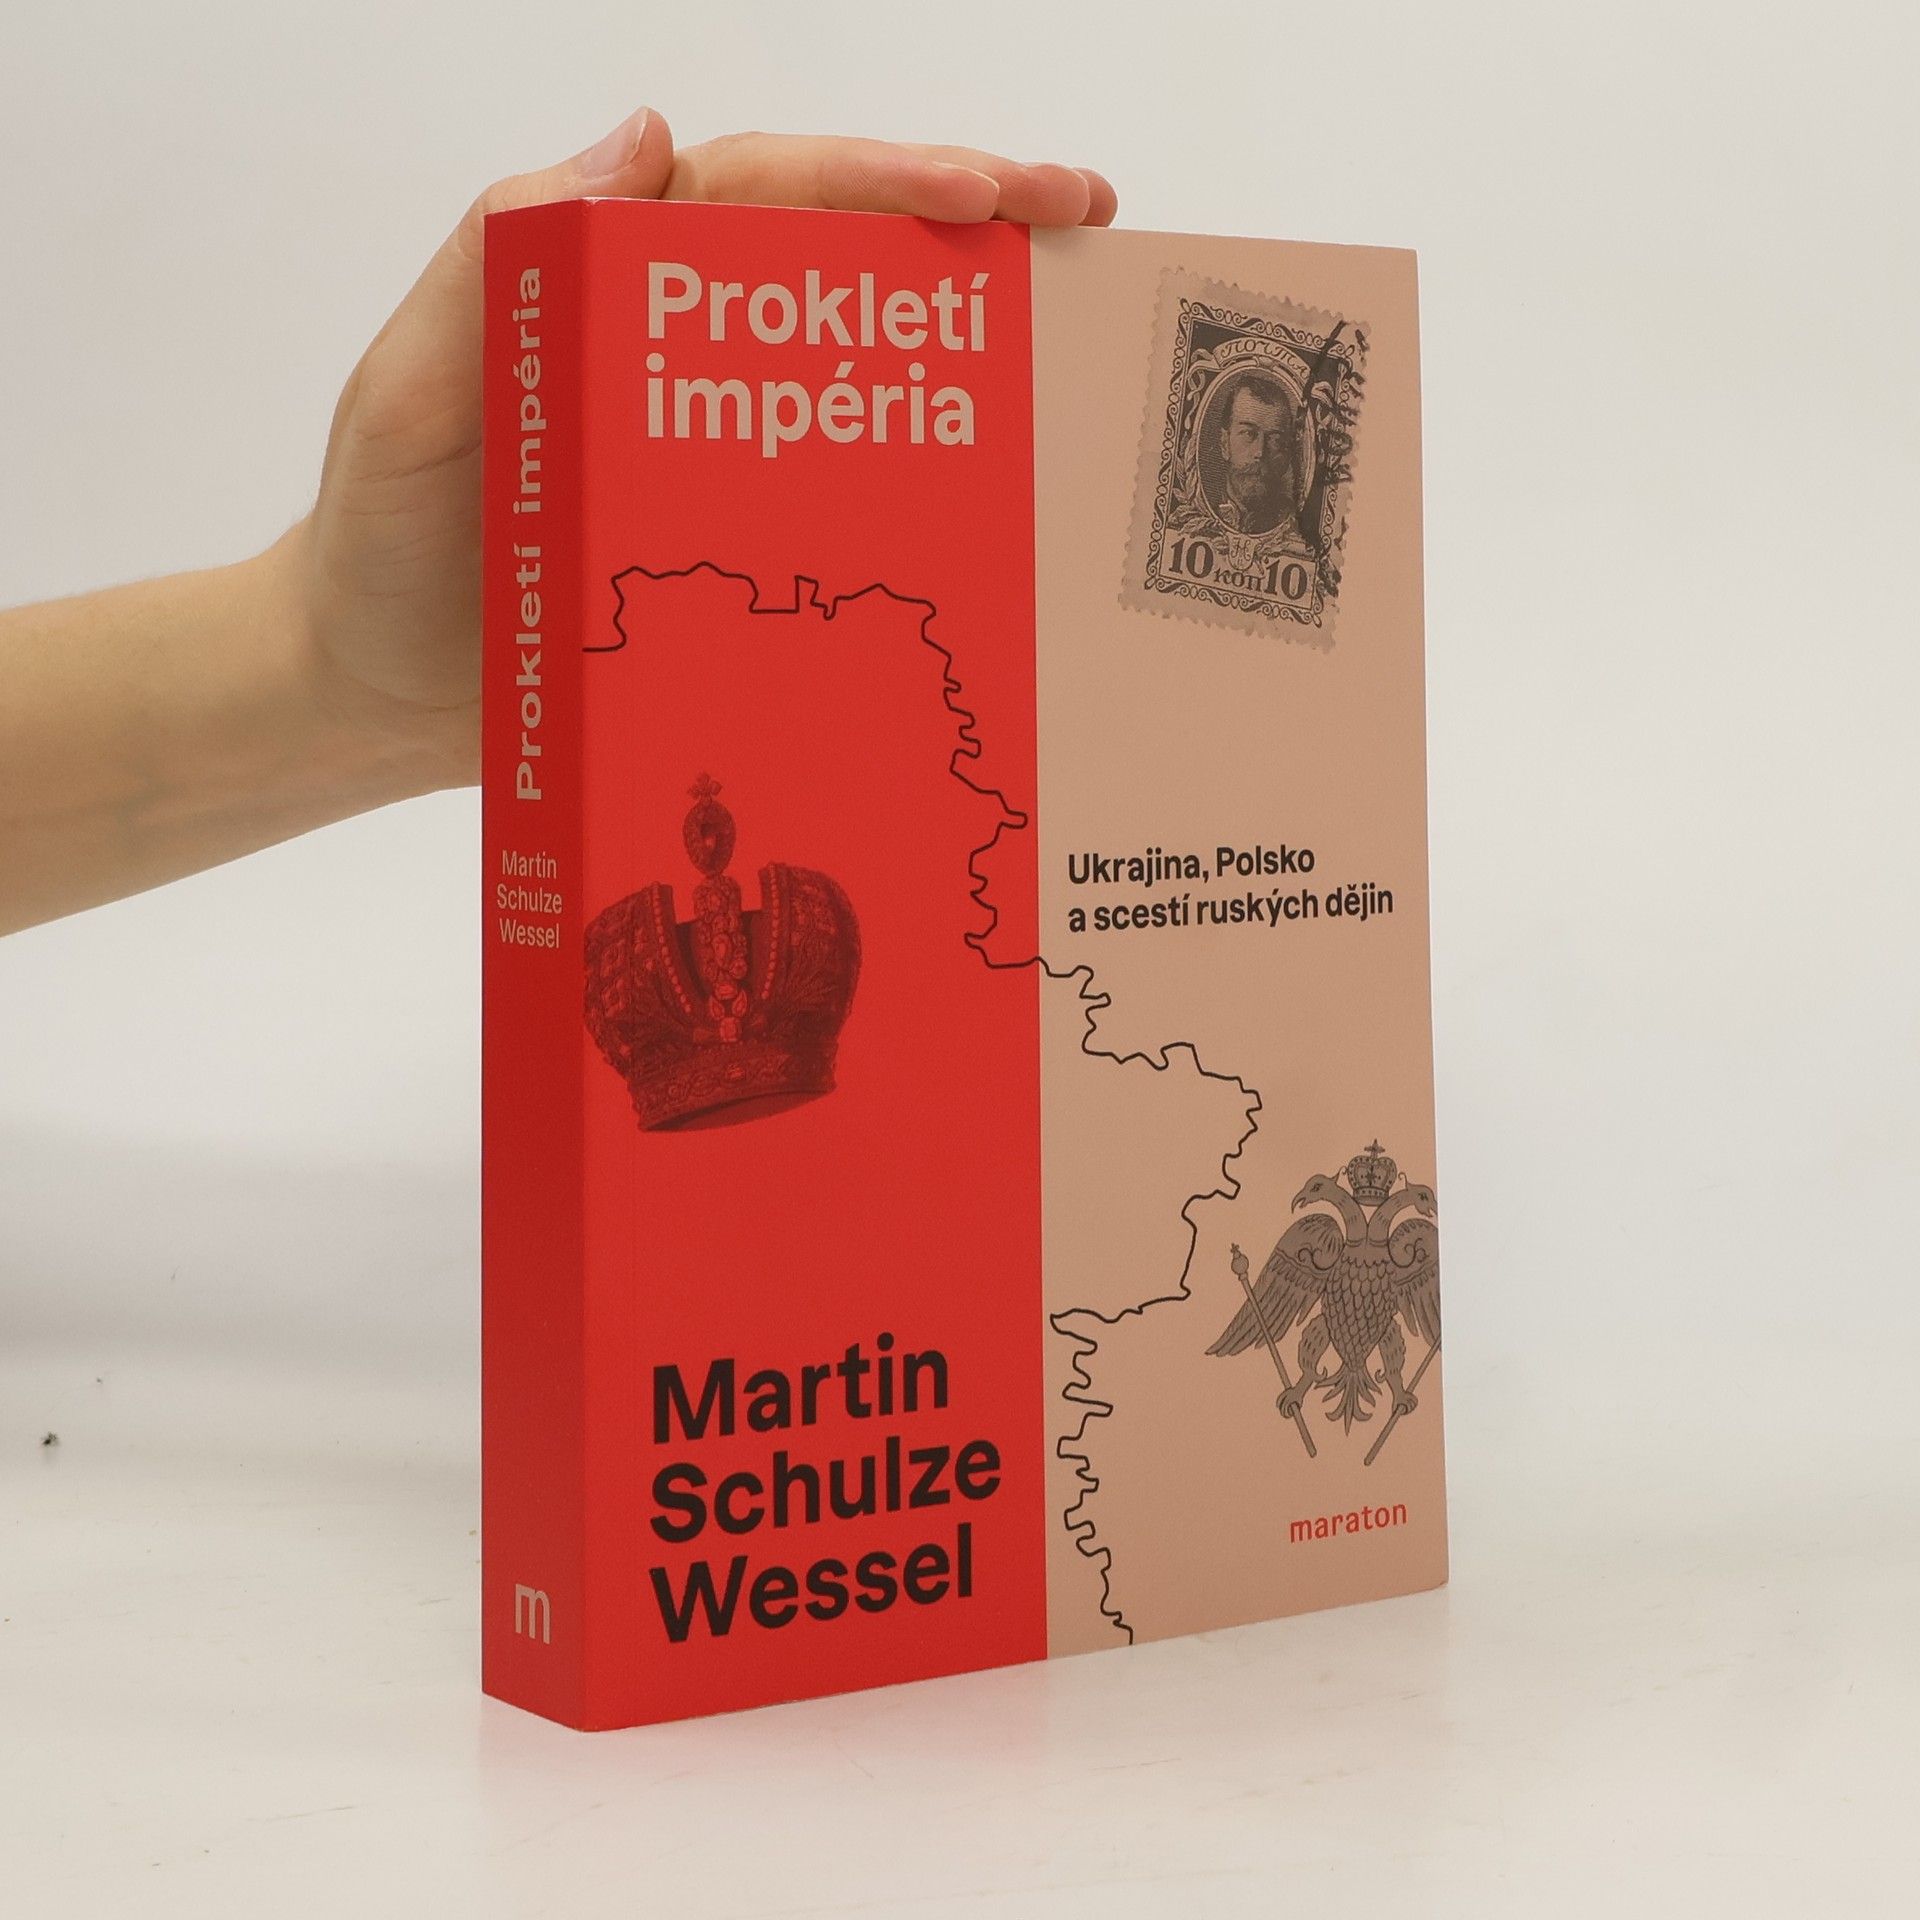 Prokletí impéria
Martin
Schulze
Wessel
m
Prokletí
impéria
ПОЧТА
10 коп 10
Ukrajina, Polsko
a scestí ruských dějin
Martin
Schulze
Wessel
maraton